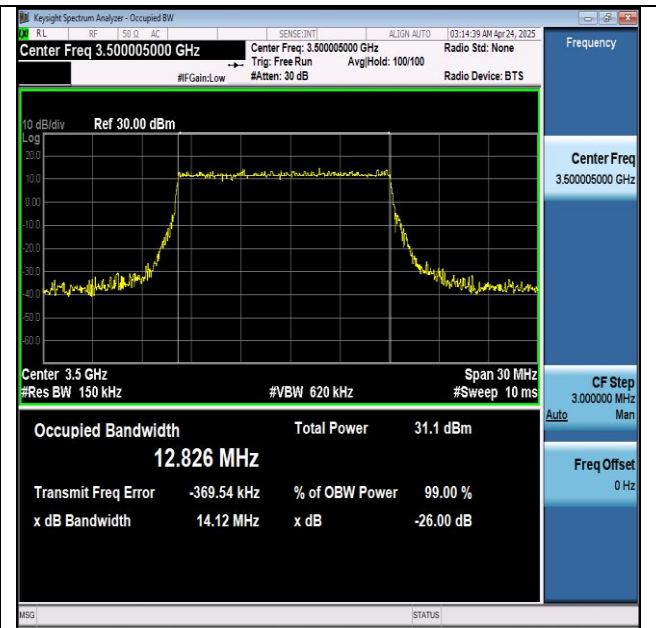 Keysight Spectrum Analyzer - Occupied BW
RL RF 50 Ω AC SENSE:INT ALIGN AUTO 03:14:39 AM Apr 24, 2025
Center Freq 3.500005000 GHz
Center Freq: 3.500005000 GHz Radio Std: None
Trig: Free Run Avg|Hold: 100/100
#IFGain:Low #Atten: 30 dB Radio Device: BTS
10 dB/div Ref 30.00 dBm
Log
20.0
10.0
0.00
-10.0
-20.0
-30.0
-40.0
-50.0
-60.0
Center 3.5 GHz Span 30 MHz
#Res BW 150 kHz #VBW 620 kHz #Sweep 10 ms
Occupied Bandwidth Total Power 31.1 dBm
12.826 MHz
Transmit Freq Error -369.54 kHz % of OBW Power 99.00 %
x dB Bandwidth 14.12 MHz x dB -26.00 dB
MSG STATUS
Frequency
Center Freq
3.500005000 GHz
CF Step
3.000000 MHz
Auto Man
Freq Offset
0 Hz